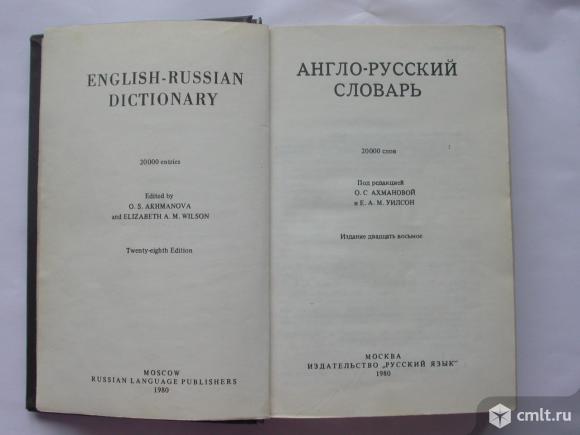 ENGLISH-RUSSIAN
DICTIONARY
20000 entries
Edited by
O. S. AKHMANOVA
and ELIZABETH A. M. WILSON
Twenty-eighth Edition
MOSCOW
RUSSIAN LANGUAGE PUBLISHERS
1980
АНГЛО-РУССКИЙ
СЛОВАРЬ
20000 слов
Под редакцией
О. С. АХМАНОВОЙ
и Е. А. М. УИЛСОН
Издание двадцать восьмое
МОСКВА
ИЗДАТЕЛЬСТВО „РУССКИЙ ЯЗЫК"
1980
cmlt.ru